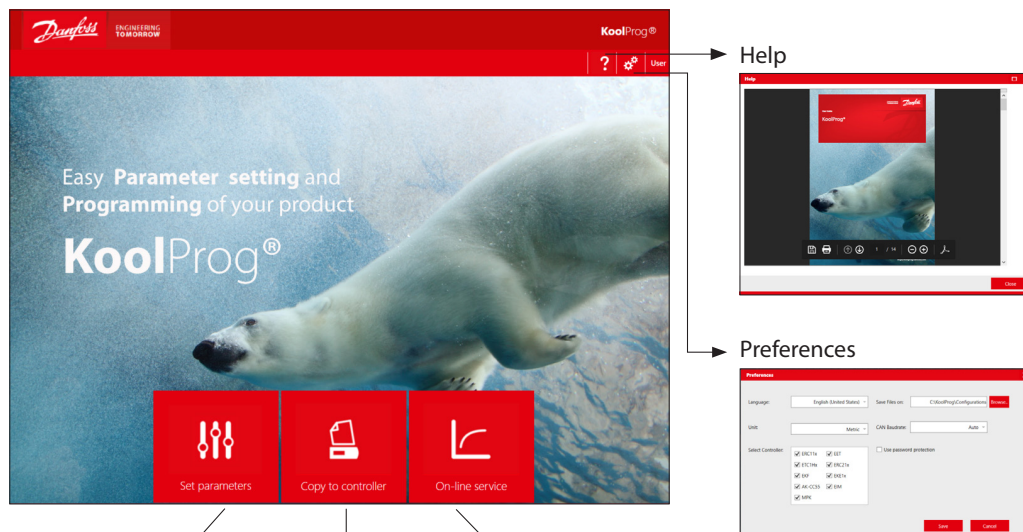 Danfoss
ENGINEERING
TOMORROW
KoolProg®
? User
Easy Parameter setting and
Programming of your product
KoolProg®
Set parameters
Copy to controller
On-line service
Help
Help
Danfoss
KoolProg®
1 / 14
Close
Preferences
Preferences
Language: English (United States) Save Files on: C:\KoolProg\Configurations Browse..
Unit: Metric CAN Baudrate: Auto
Select Controller: ERC11x EET Use password protection
ETC1Hx ERC21x
EKF EKE1x
AK-CC55 EIM
MPK
Save Cancel